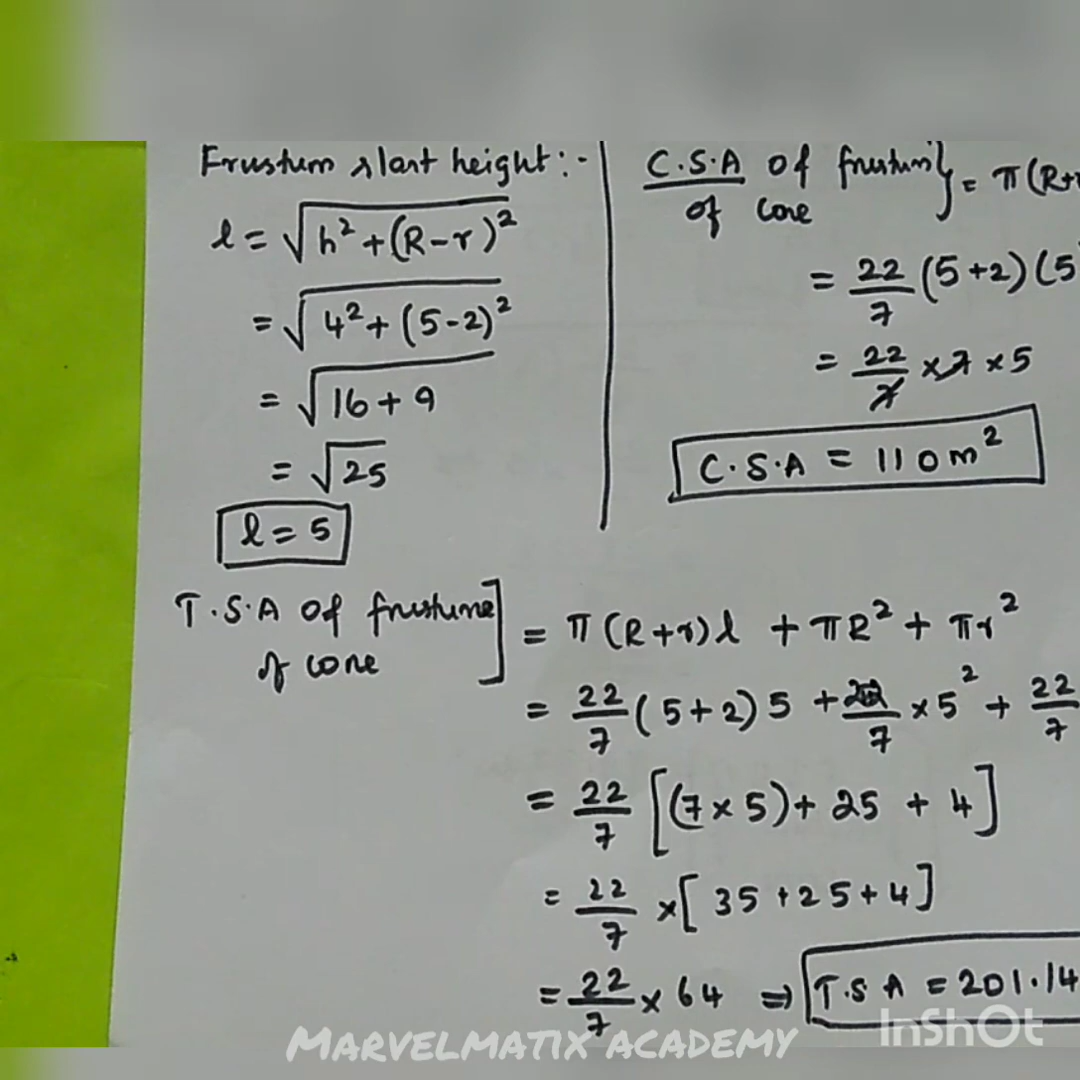 Frustum slant height:-
l = √h² + (R-r)²
= √4² + (5-2)²
= √16 + 9
= √25
l = 5
C.S.A of frustum} = π(R+
of cone
= 22/7 (5+2)(5
= 22/7 × 7 × 5
C.S.A = 110m²
T.S.A of frustume] = π(R+r)l + πR² + πr²
of cone
= 22/7 (5+2)5 + 22/7 × 5² + 22/7
= 22/7 [(7×5) + 25 + 4]
= 22/7 × [35 + 25 + 4]
= 22/7 × 64 ⇒ T.S.A = 201.14
InShOt
MARVELMATIX ACADEMY